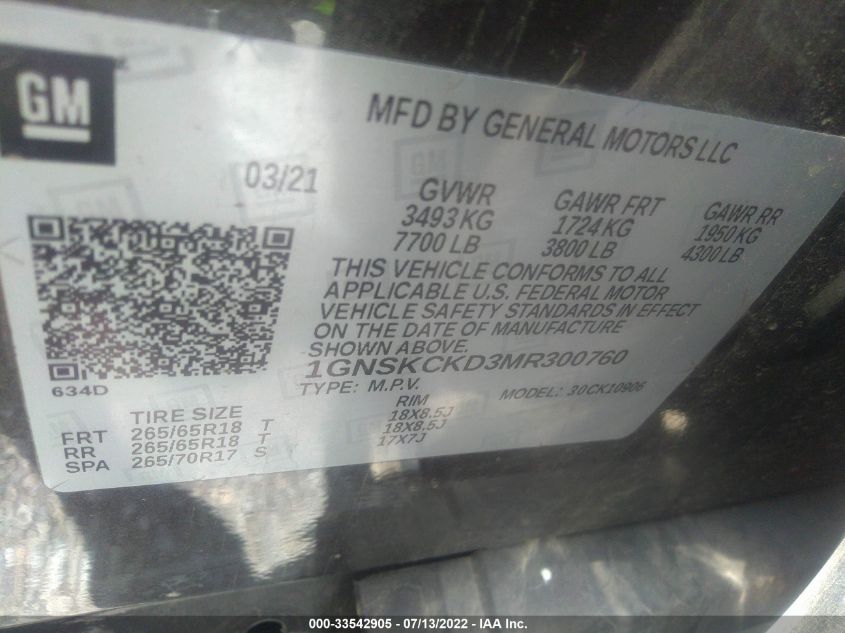 GM
MFD BY GENERAL MOTORS LLC
03/21
GVWR GAWR FRT GAWR RR
3493 KG 1724 KG 1950 KG
7700 LB 3800 LB 4300 LB
THIS VEHICLE CONFORMS TO ALL
APPLICABLE U.S. FEDERAL MOTOR
VEHICLE SAFETY STANDARDS IN EFFECT
ON THE DATE OF MANUFACTURE
SHOWN ABOVE.
1GNSKCKD3MR300760
TYPE: M.P.V. MODEL: 30CK10906
634D
TIRE SIZE RIM
FRT 265/65R18 T 18X8.5J
RR 265/65R18 T 18X8.5J
SPA 265/70R17 S 17X7J
000-33542905 - 07/13/2022 - IAA Inc.